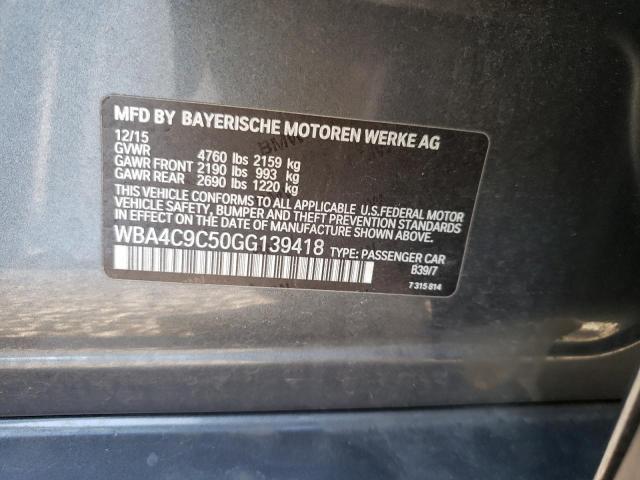 MFD BY BAYERISCHE MOTOREN WERKE AG
12/15
GVWR 4760 lbs 2159 kg
GAWR FRONT 2190 lbs 993 kg
GAWR REAR 2690 lbs 1220 kg
THIS VEHICLE CONFORMS TO ALL APPLICABLE U.S. FEDERAL MOTOR
VEHICLE SAFETY, BUMPER AND THEFT PREVENTION STANDARDS
IN EFFECT ON THE DATE OF MANUFACTURE SHOWN ABOVE.
WBA4C9C50GG139418 TYPE: PASSENGER CAR
B39/7
7 315 814